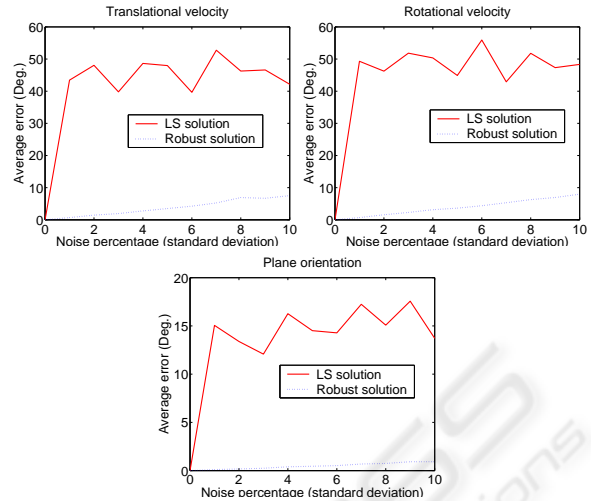 Translational velocity
60
50
40
30
20
10
0
Average error (Deg.)
LS solution
Robust solution
0 2 4 6 8 10
Noise percentage (standard deviation)
Rotational velocity
60
50
40
30
20
10
0
Average error (Deg.)
LS solution
Robust solution
0 2 4 6 8 10
Noise percentage (standard deviation)
Plane orientation
20
15
10
5
0
Average error (Deg.)
LS solution
Robust solution
0 2 4 6 8 10
Noise percentage (standard deviation)